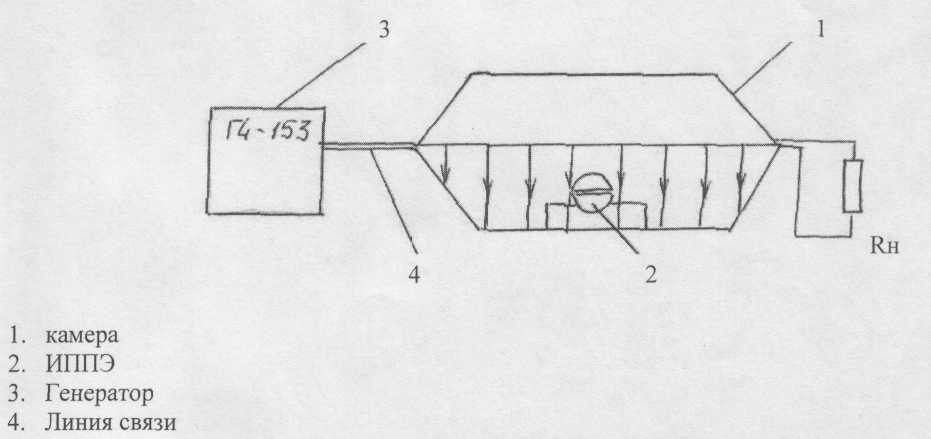 3
1
Г4-153
4
2
Rн
1. камера
2. ИППЭ
3. Генератор
4. Линия связи